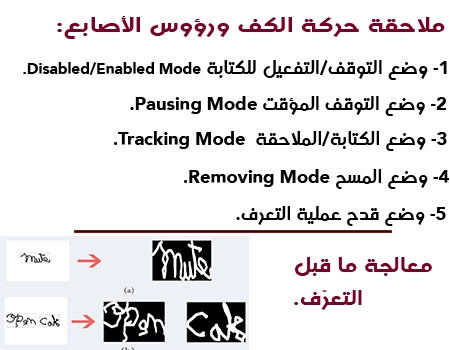 ملاحقة حركة الكف ورؤوس الأصابع:
1- وضع التوقف/التفعيل للكتابة Disabled/Enabled Mode.
2- وضع التوقف المؤقت Pausing Mode.
3- وضع الكتابة/الملاحقة Tracking Mode.
4- وضع المسح Removing Mode.
5- وضع قدح عملية التعرف.
معالجة ما قبل
التعرّف.
Mute Mute
(a)
Open Cake Open Cake
(b)